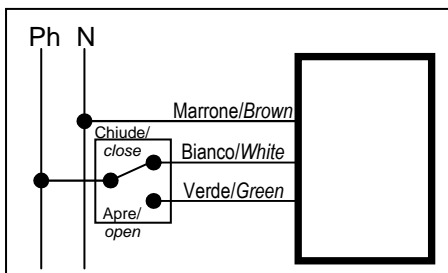 Ph N
Marrone/Brown
Chiude/
close
Bianco/White
Verde/Green
Apre/
open